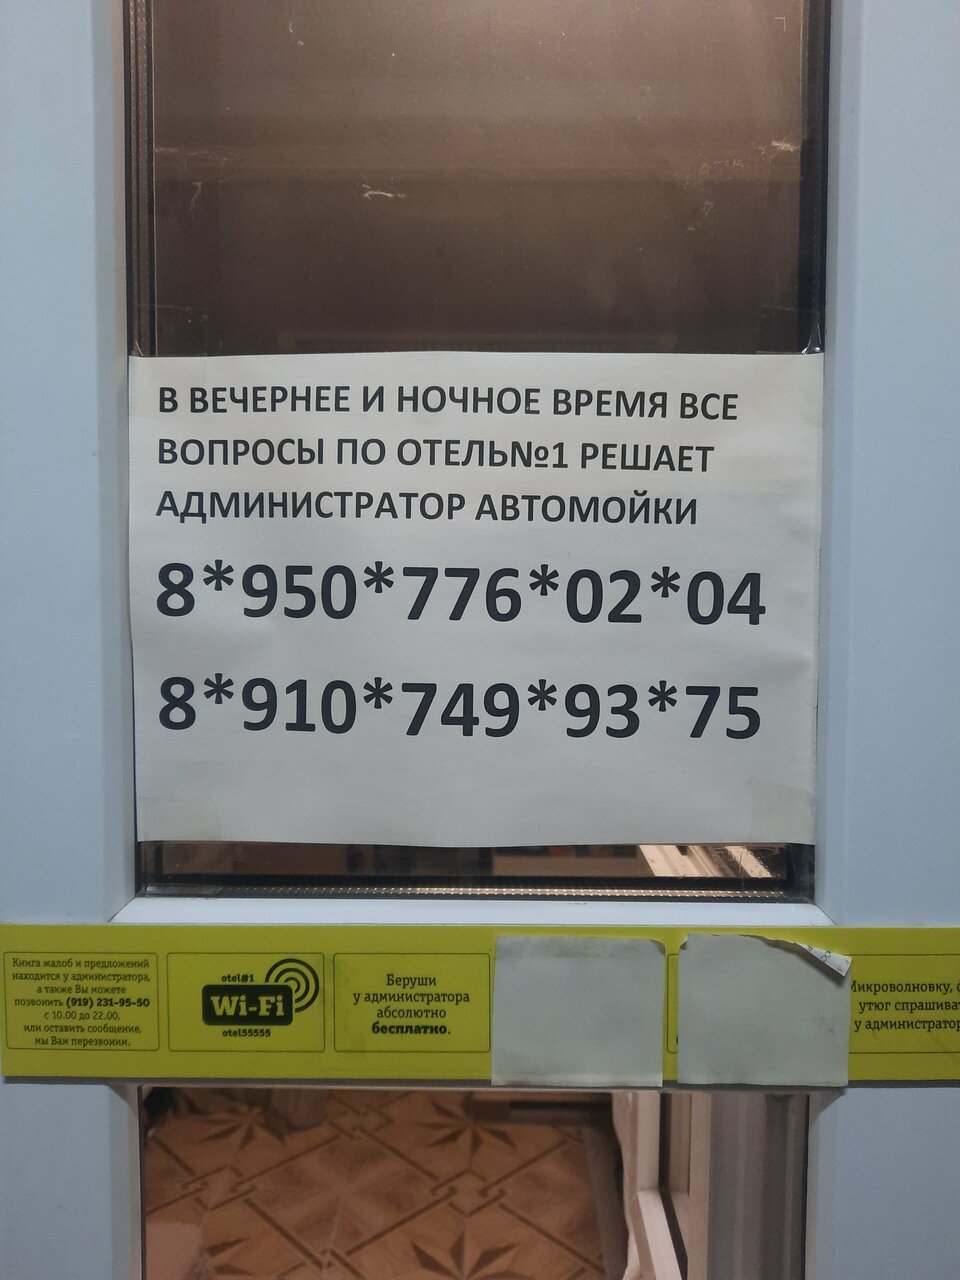 В ВЕЧЕРНЕЕ И НОЧНОЕ ВРЕМЯ ВСЕ
ВОПРОСЫ ПО ОТЕЛЬ№1 РЕШАЕТ
АДМИНИСТРАТОР АВТОМОЙКИ
8*950*776*02*04
8*910*749*93*75
Книга жалоб и предложений
находится у администратора,
а также Вы можете
позвонить (919) 231-95-50
с 10.00 до 22.00,
или оставить сообщение,
мы Вам перезвоним.
otel#1
Wi-Fi
otel55555
Беруши
у администратора
абсолютно
бесплатно.
Микроволновку,
утюг
у